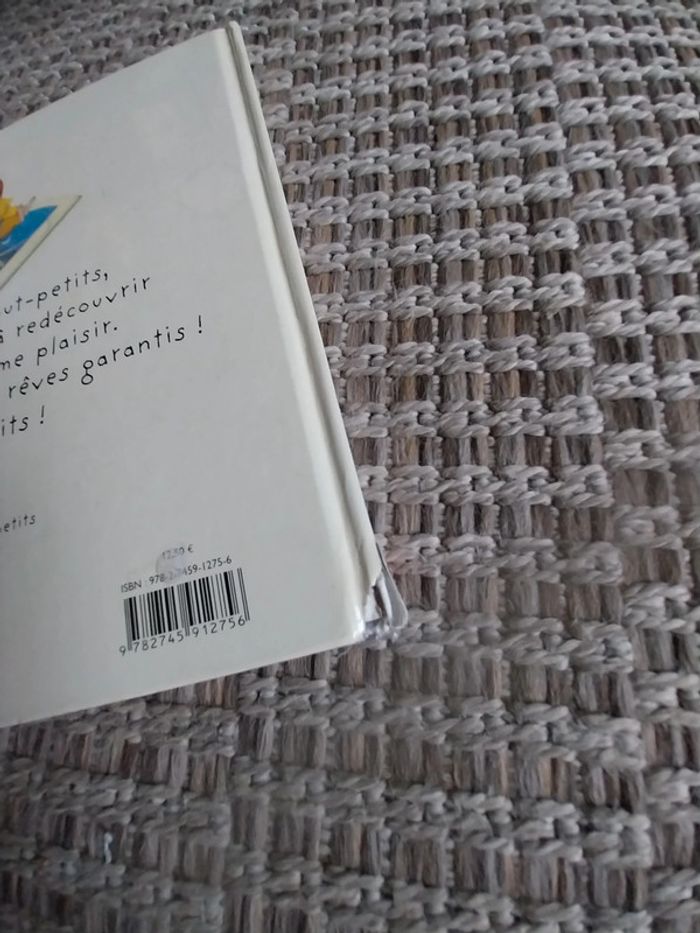 ut-petits,
à redécouvrir
me plaisir.
rêves garantis !
its !
etits
€
ISBN : 978-2-7459-1275-6
9 782745 912756